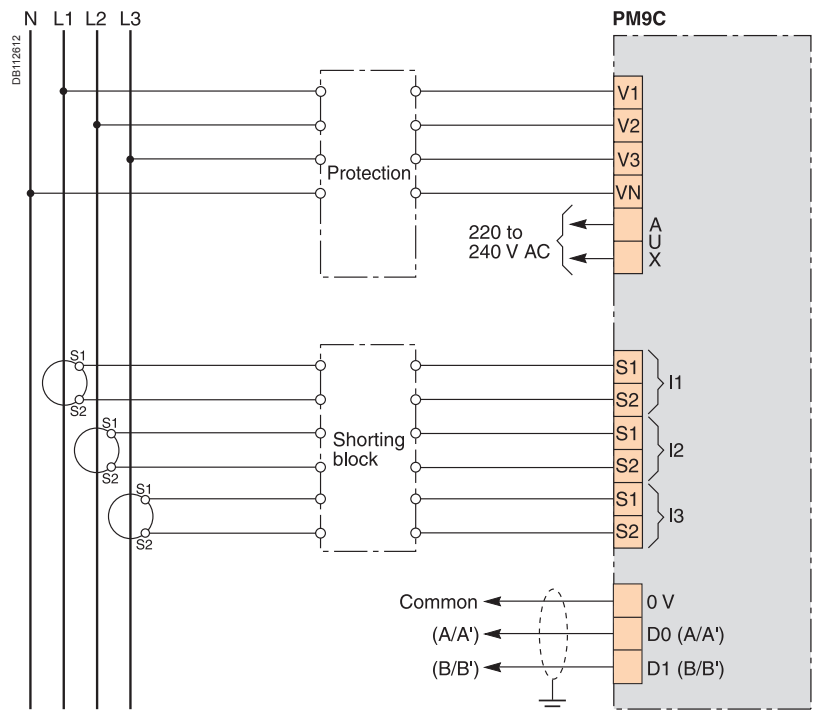 N L1 L2 L3
PM9C
DB112612
V1
V2
Protection
V3
VN
220 to
240 V AC
A
U
X
S1
S2
S1
S2
S1
S2
Shorting
block
S1
S2
I1
S1
S2
I2
S1
S2
I3
Common
0 V
(A/A')
D0 (A/A')
(B/B')
D1 (B/B')